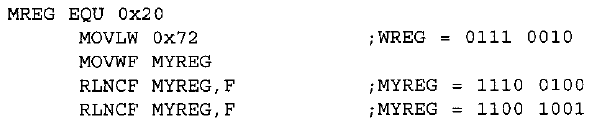 MREG EQU 0x20
MOVLW 0x72 ;WREG = 0111 0010
MOVWF MYREG
RLNCF MYREG,F ;MYREG = 1110 0100
RLNCF MYREG,F ;MYREG = 1100 1001